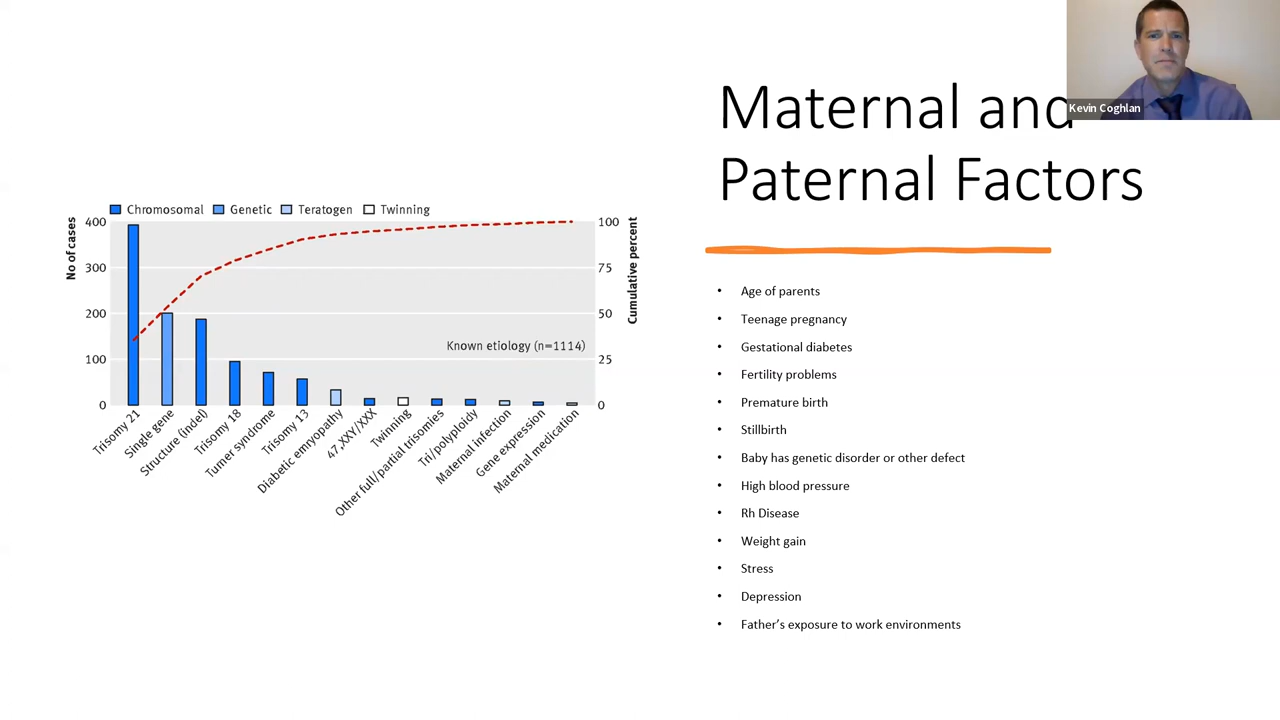 Kevin Coghlan
Maternal and
Paternal Factors
Chromosomal Genetic Teratogen Twinning
No of cases
400
300
200
100
0
Cumulative percent
100
75
50
25
0
Known etiology (n=1114)
Trisomy 21
Single gene
Structure (indel)
Trisomy 18
Turner syndrome
Trisomy 13
Diabetic emryopathy
47,XXY/XXX
Twinning
Other full/partial trisomies
Tri/polyploidy
Maternal infection
Gene expression
Maternal medication
• Age of parents
• Teenage pregnancy
• Gestational diabetes
• Fertility problems
• Premature birth
• Stillbirth
• Baby has genetic disorder or other defect
• High blood pressure
• Rh Disease
• Weight gain
• Stress
• Depression
• Father’s exposure to work environments